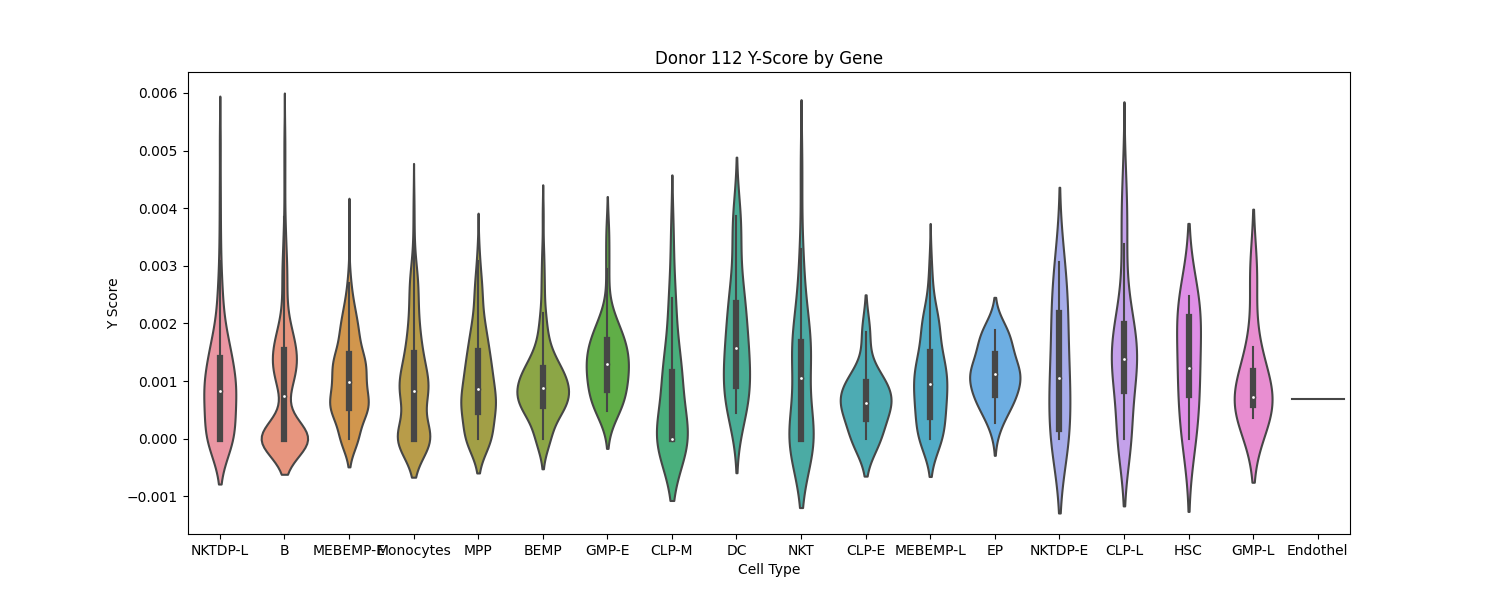 Donor 112 Y-Score by Gene
0.006
0.005
0.004
0.003
0.002
0.001
0.000
−0.001
Y Score
NKTDP-L B MEBEMP-E Monocytes MPP BEMP GMP-E CLP-M DC NKT CLP-E MEBEMP-L EP NKTDP-E CLP-L HSC GMP-L Endothel
Cell Type